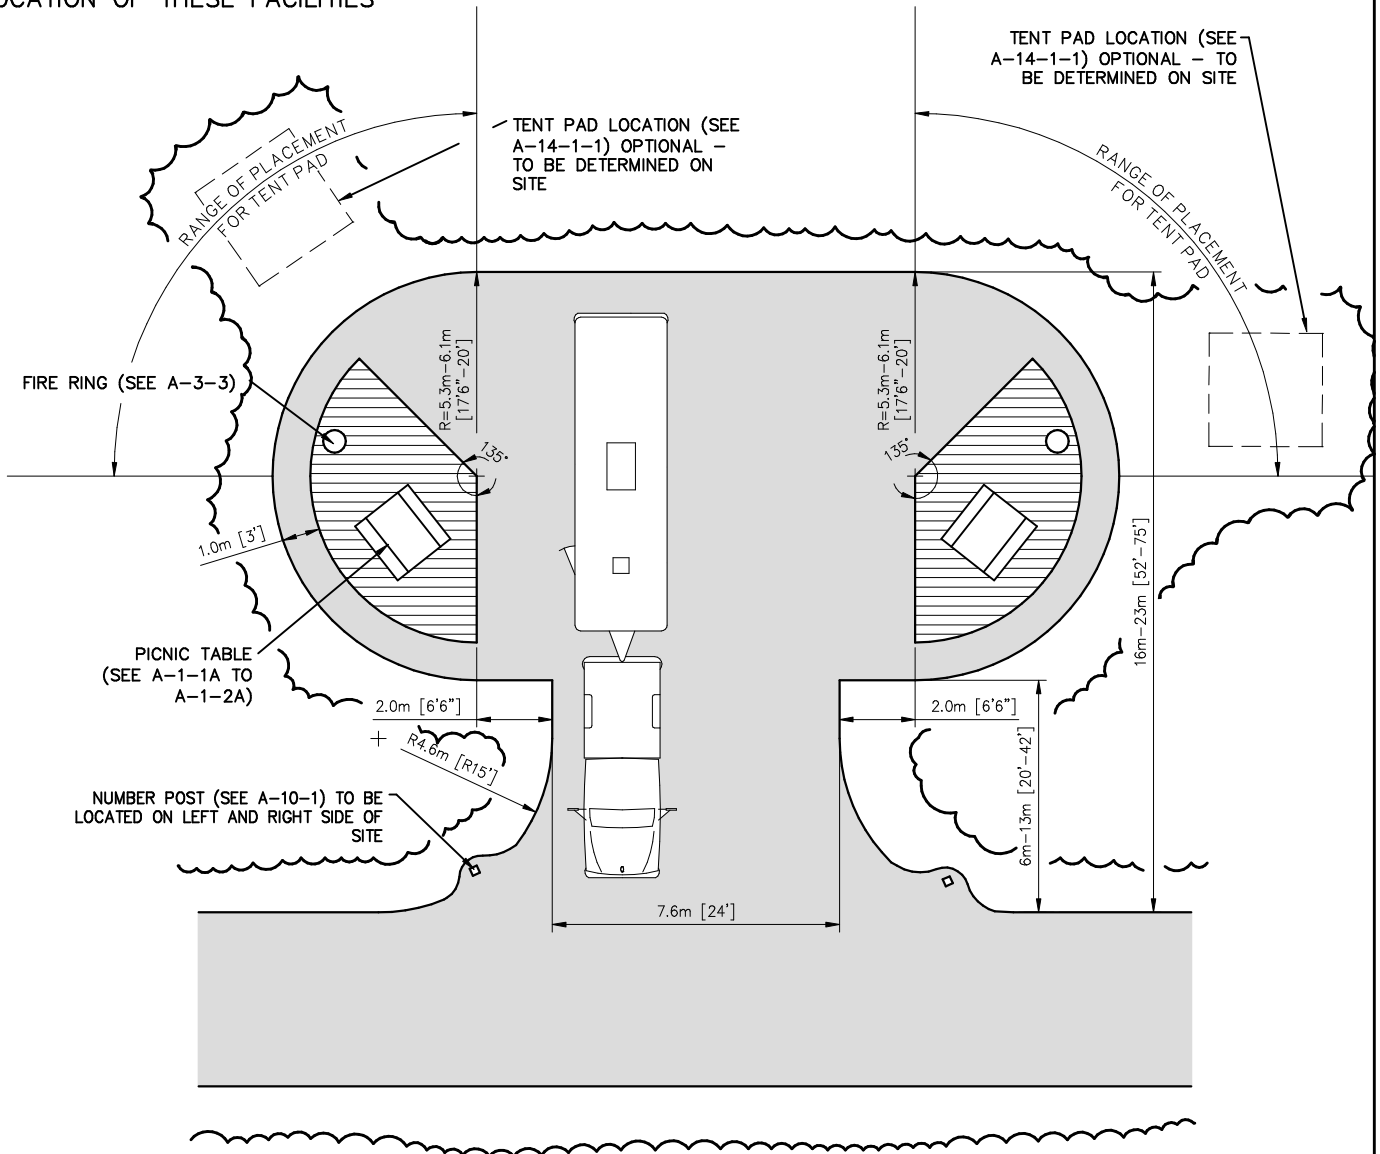 LOCATION OF THESE FACILITIES
TENT PAD LOCATION (SEE
A-14-1-1) OPTIONAL - TO
BE DETERMINED ON SITE
TENT PAD LOCATION (SEE
A-14-1-1) OPTIONAL -
TO BE DETERMINED ON
SITE
RANGE OF PLACEMENT
FOR TENT PAD
RANGE OF PLACEMENT
FOR TENT PAD
FIRE RING (SEE A-3-3)
R=5.3m-6.1m
[17'6"-20']
R=5.3m-6.1m
[17'6"-20']
135°
135°
1.0m [3']
16m-23m [52'-75']
PICNIC TABLE
(SEE A-1-1A TO
A-1-2A)
2.0m [6'6"]
2.0m [6'6"]
R4.6m [R15']
6m-13m [20'-42']
NUMBER POST (SEE A-10-1) TO BE
LOCATED ON LEFT AND RIGHT SIDE OF
SITE
7.6m [24']